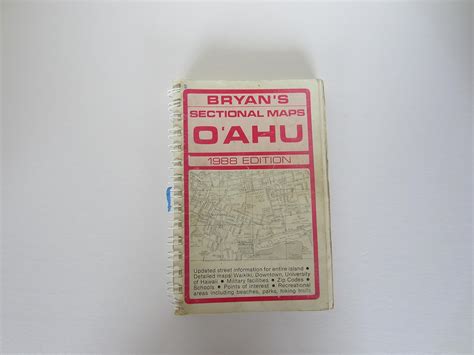 BRYAN'S
SECTIONAL MAPS
O'AHU
1988 EDITION
Updated street information for entire island •
Detailed maps Waikiki, Downtown, University
of Hawaii • Military facilities • Zip Codes •
Schools • Points of interest • Recreational
areas including beaches, parks, hiking trails